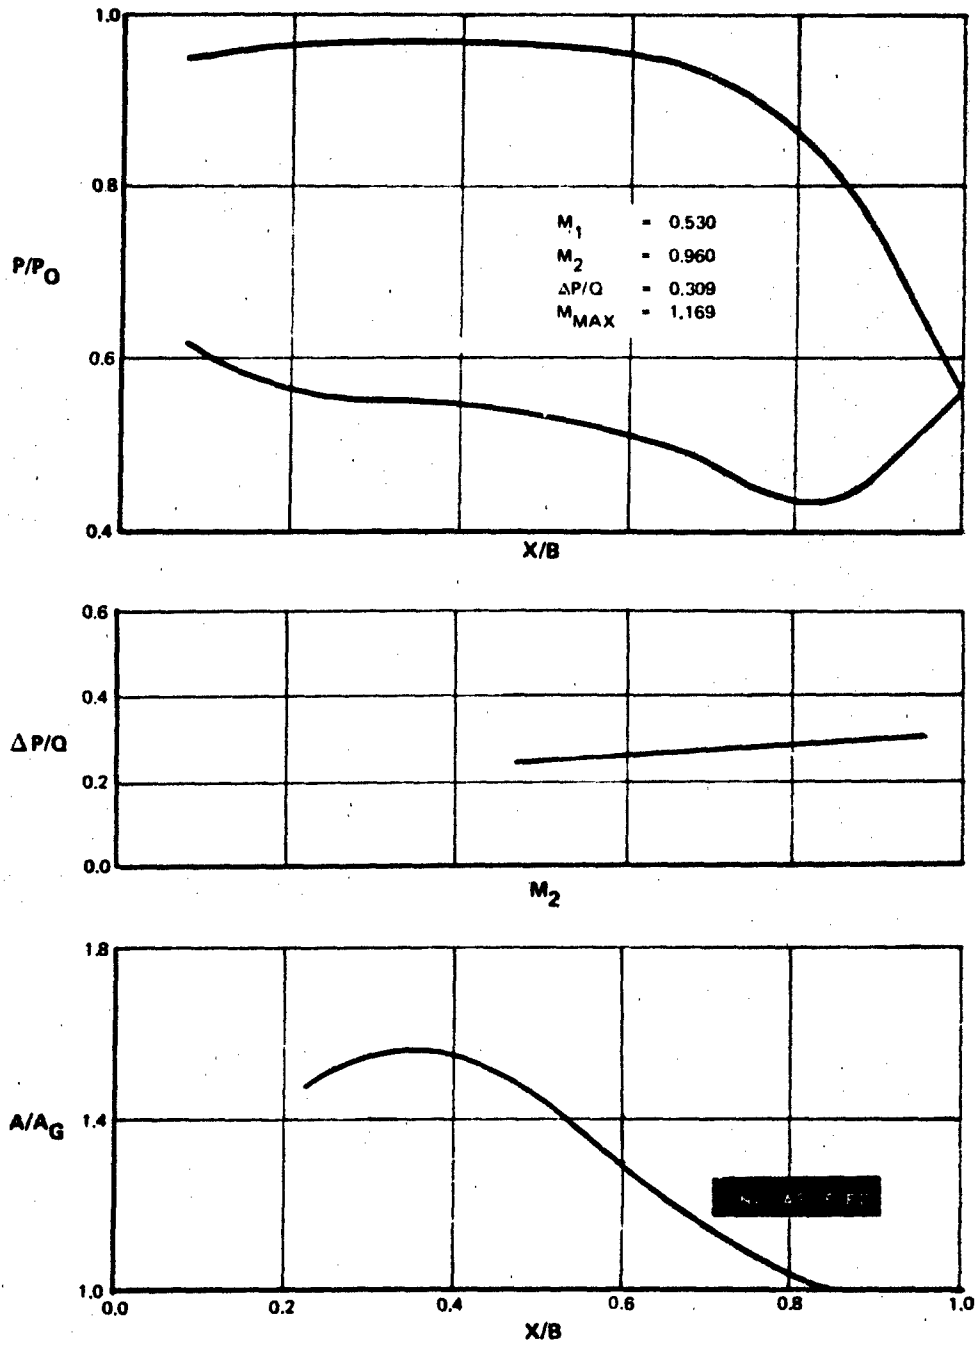 1.0
0.8
P/P₀
M₁ = 0.530
M₂ = 0.960
ΔP/Q = 0.309
M_MAX = 1.169
0.6
0.4
X/B
0.6
0.4
ΔP/Q
0.2
0.0
M₂
1.8
A/A_G
1.4
1.0
0.0 0.2 0.4 0.6 0.8 1.0
X/B